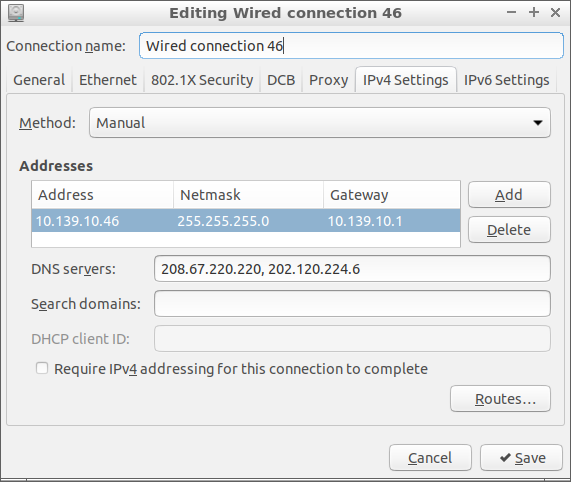 Editing Wired connection 46
Connection name: Wired connection 46
General Ethernet 802.1X Security DCB Proxy IPv4 Settings IPv6 Settings
Method: Manual
Addresses
Address Netmask Gateway Add
10.139.10.46 255.255.255.0 10.139.10.1
Delete
DNS servers: 208.67.220.220, 202.120.224.6
Search domains:
DHCP client ID:
Require IPv4 addressing for this connection to complete
Routes…
Cancel Save